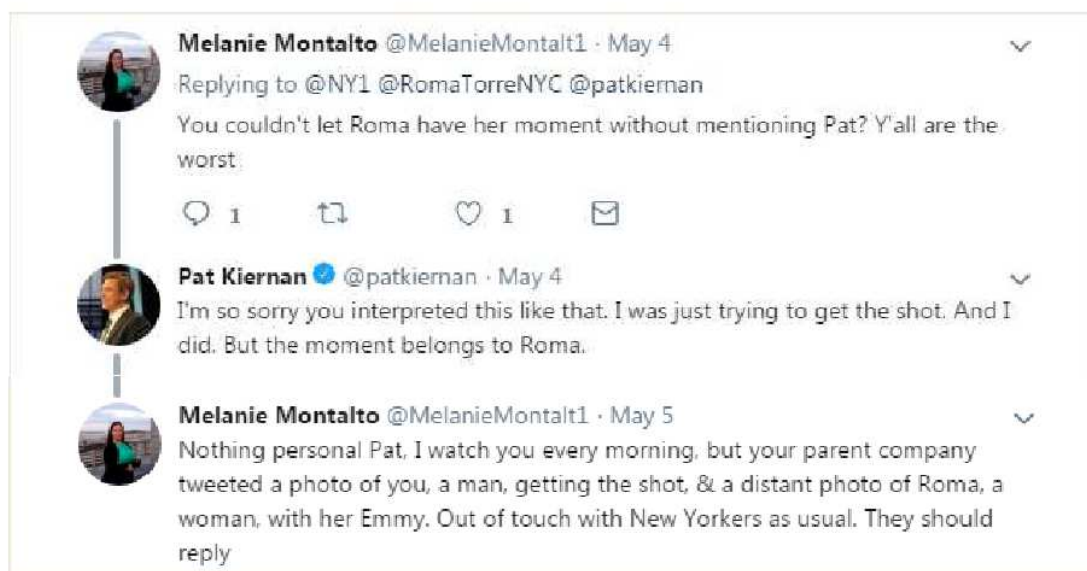 Melanie Montalto @MelanieMontalt1 · May 4
Replying to @NY1 @RomaTorreNYC @patkiernan
You couldn't let Roma have her moment without mentioning Pat? Y'all are the
worst
1 1
Pat Kiernan @patkiernan · May 4
I'm so sorry you interpreted this like that. I was just trying to get the shot. And I
did. But the moment belongs to Roma.
Melanie Montalto @MelanieMontalt1 · May 5
Nothing personal Pat, I watch you every morning, but your parent company
tweeted a photo of you, a man, getting the shot, & a distant photo of Roma, a
woman, with her Emmy. Out of touch with New Yorkers as usual. They should
reply